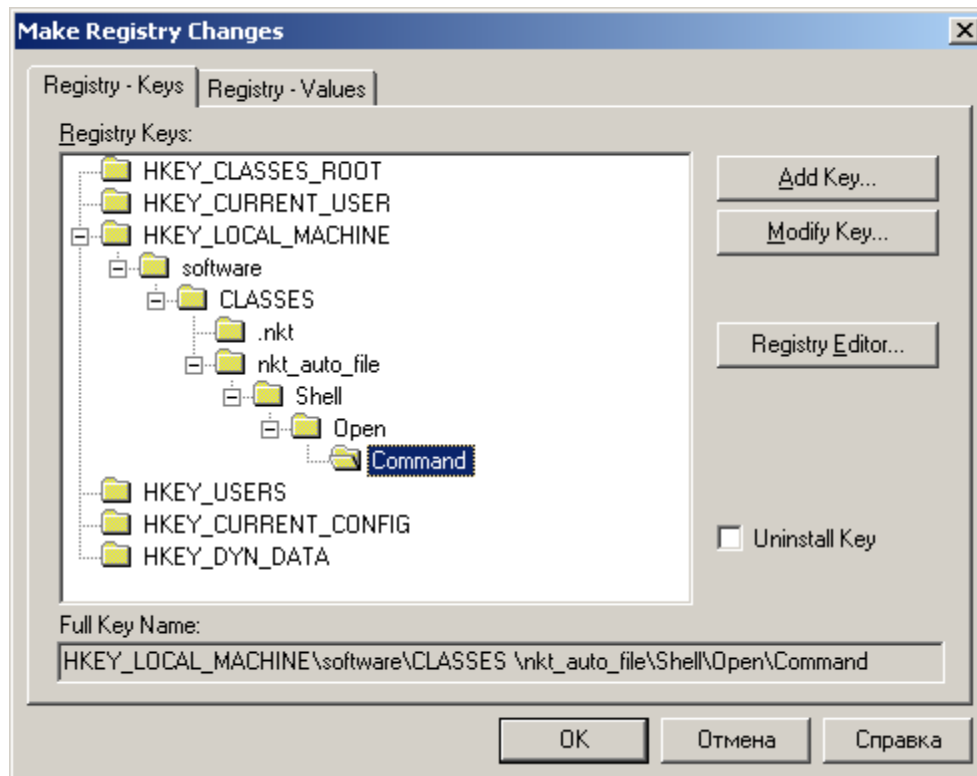 Make Registry Changes
Registry - Keys
Registry - Values
Registry Keys:
HKEY_CLASSES_ROOT
HKEY_CURRENT_USER
HKEY_LOCAL_MACHINE
software
CLASSES
.nkt
nkt_auto_file
Shell
Open
Command
HKEY_USERS
HKEY_CURRENT_CONFIG
HKEY_DYN_DATA
Add Key...
Modify Key...
Registry Editor...
Uninstall Key
Full Key Name:
HKEY_LOCAL_MACHINE\software\CLASSES \nkt_auto_file\Shell\Open\Command
OK
Отмена
Справка